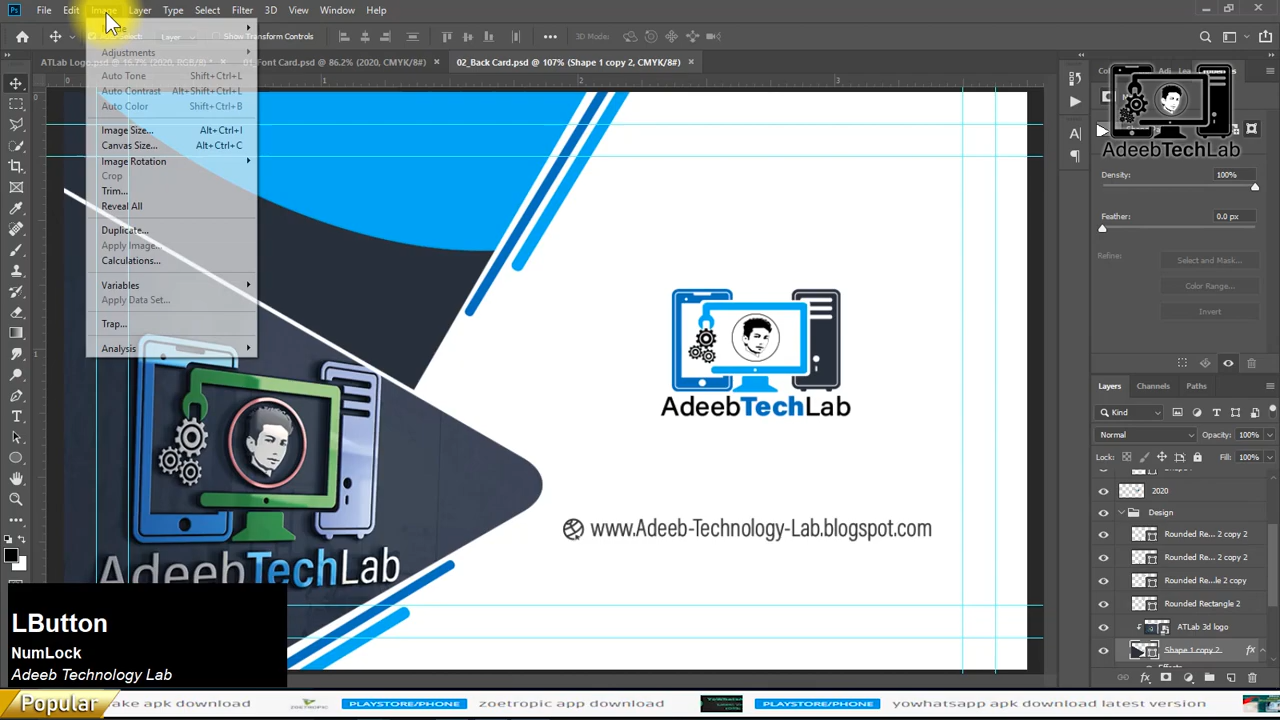 Ps File Edit Image Layer Type Select Filter 3D View Window Help
Layer Show Transform Controls 3D Mode:
ATLab Logo.psd @ 16.7% (2020, CMYK/8#) * Font Card.psd @ 86.2% (2020, CMYK/8#) × 02_Back Card.psd @ 107% (Shape 1 copy 2, CMYK/8#) ×
Adjustments
Auto Tone Shift+Ctrl+L
Auto Contrast Alt+Shift+Ctrl+L
Auto Color Shift+Ctrl+B
Image Size... Alt+Ctrl+I
Canvas Size... Alt+Ctrl+C
Image Rotation
Crop
Trim...
Reveal All
Duplicate...
Apply Image...
Calculations...
Variables
Apply Data Set...
Trap...
Analysis
AdeebTechLab
www.Adeeb-Technology-Lab.blogspot.com
AdeebTechLab
AdeebTechLab
Density: 100%
Feather: 0.0 px
Refine: Select and Mask...
Color Range...
Invert
Layers Channels Paths
Kind
Normal Opacity: 100%
Lock: Fill: 100%
2020
Design
Rounded Re... 2 copy 2
Rounded Re... 2 copy 2
Rounded Re...le 2 copy
Rounded Rectangle 2
ATLab 3d logo
Shape 1 copy 2 fx
Effects
LButton
NumLock
Adeeb Technology Lab
Popular
ake apk download PLAYSTORE/PHONE zoetropic apk download PLAYSTORE/PHONE yowhatsapp apk download latest version